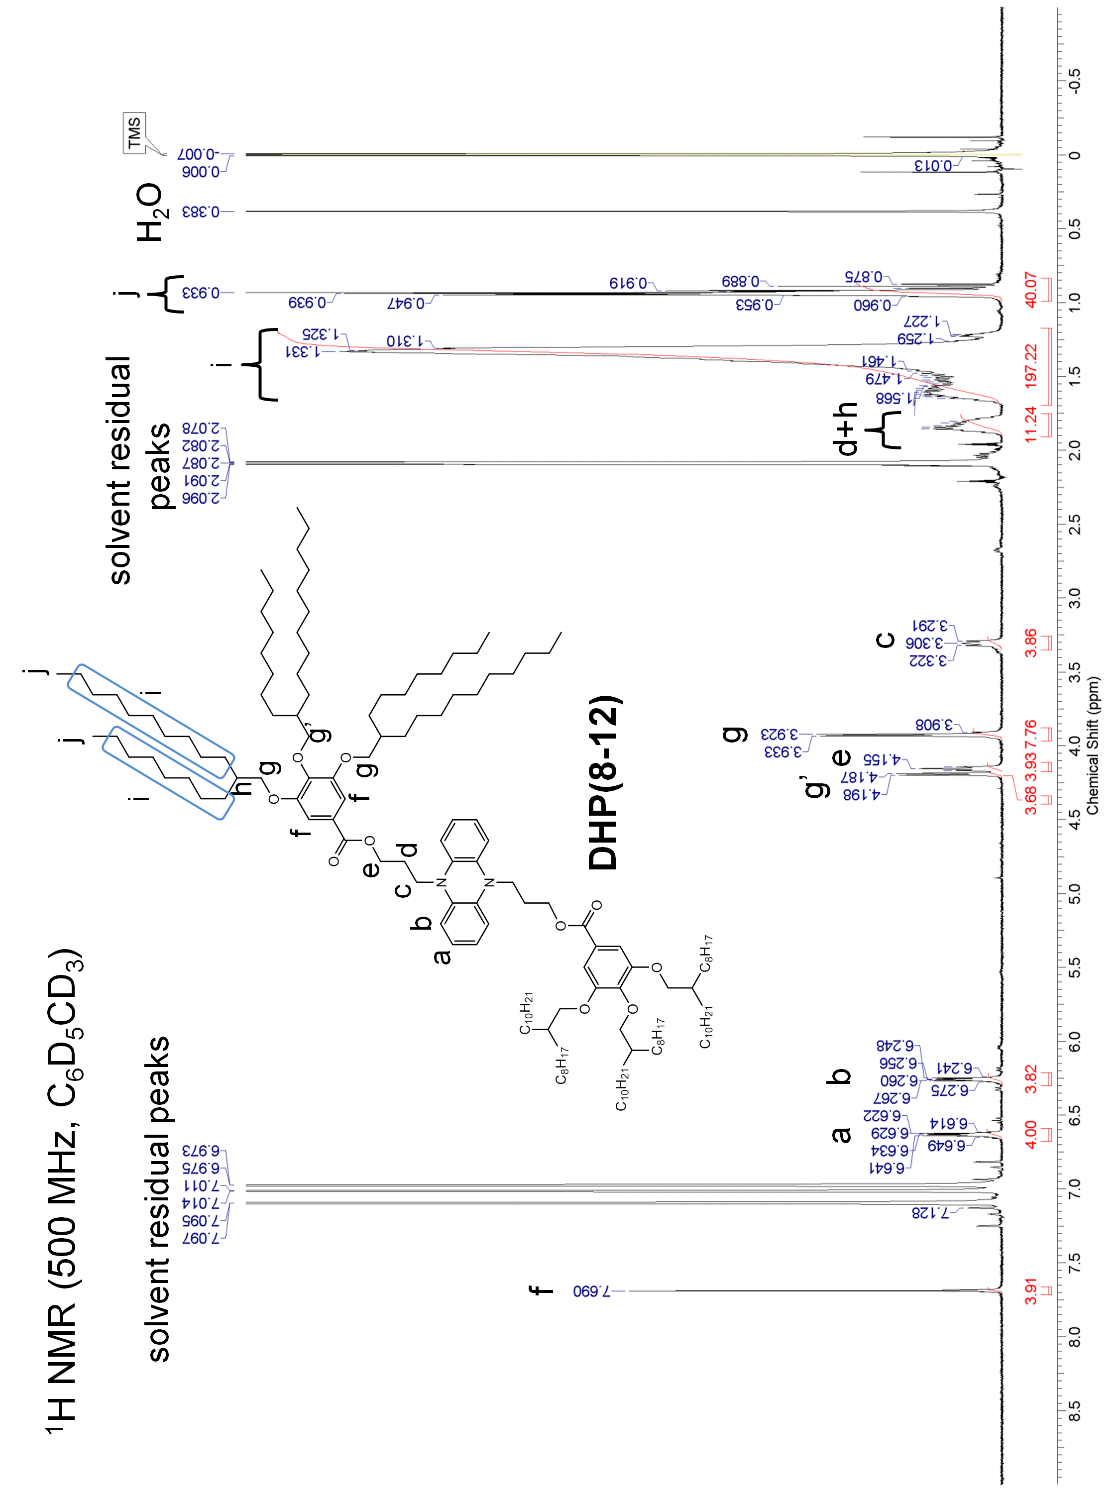 ¹H NMR (500 MHz, C₆D₅CD₃)
solvent residual peaks
solvent residual
peaks
H₂O
TMS
DHP(8-12)
f
a
b
g'
e
g
c
d+h
i
j
7.690
7.128
7.097
7.095
7.014
7.011
6.975
6.973
6.649
6.641
6.634
6.629
6.622
6.614
6.275
6.267
6.260
6.256
6.248
6.241
4.198
4.187
4.155
3.933
3.923
3.908
3.322
3.306
3.291
2.096
2.091
2.087
2.082
2.078
1.568
1.479
1.461
1.331
1.325
1.310
1.259
1.227
0.960
0.953
0.947
0.939
0.933
0.919
0.889
0.875
0.383
0.013
0.006
-0.007
j
i
j
i
h
g
g'
g
f
f
e
d
c
b
a
O
O
O
O
O
N
N
O
O
O
O
O
C₁₀H₂₁
C₈H₁₇
C₁₀H₂₁
C₈H₁₇
C₁₀H₂₁
C₈H₁₇
3.91
4.00
3.82
3.68
3.93
7.76
3.86
11.24
197.22
40.07
8.5
8.0
7.5
7.0
6.5
6.0
5.5
5.0
4.5
4.0
3.5
3.0
2.5
2.0
1.5
1.0
0.5
0
-0.5
Chemical Shift (ppm)